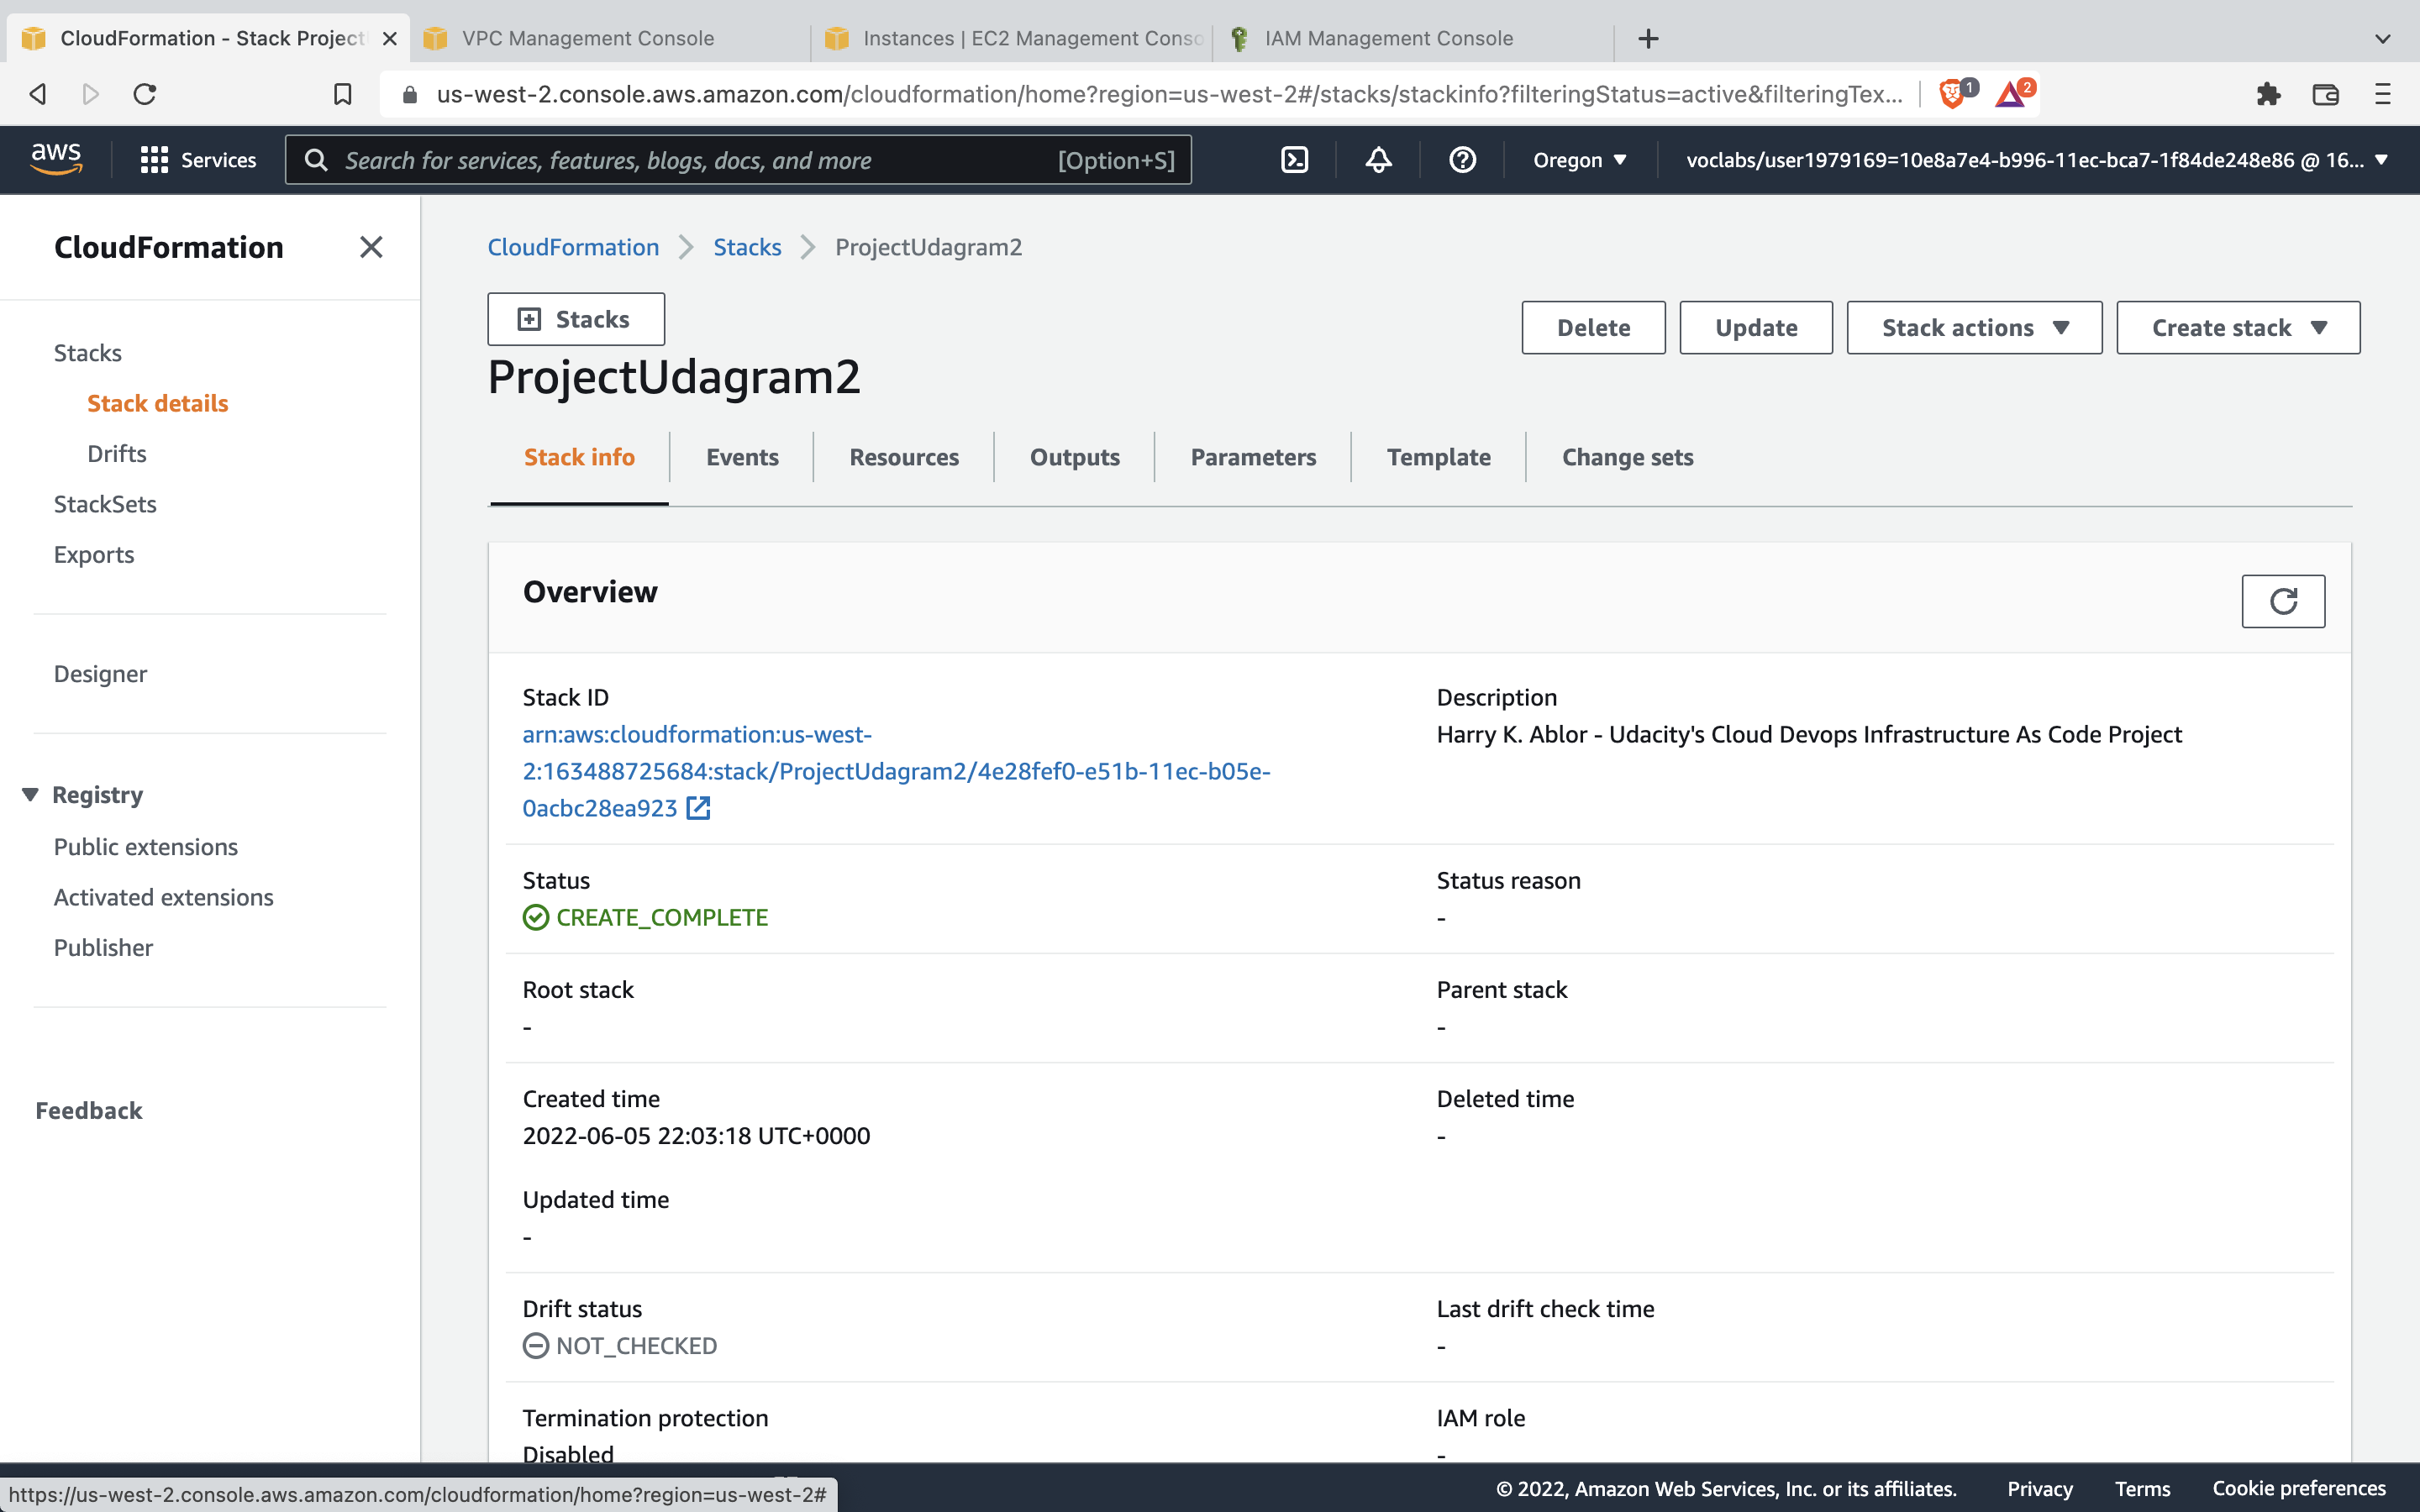 CloudFormation - Stack Project
VPC Management Console
Instances | EC2 Management Conso
IAM Management Console
us-west-2.console.aws.amazon.com/cloudformation/home?region=us-west-2#/stacks/stackinfo?filteringStatus=active&filteringTex...
1
2
aws
Services
Search for services, features, blogs, docs, and more
[Option+S]
Oregon
voclabs/user1979169=10e8a7e4-b996-11ec-bca7-1f84de248e86 @ 16...
CloudFormation
Stacks
Stack details
Drifts
StackSets
Exports
Designer
Registry
Public extensions
Activated extensions
Publisher
Feedback
CloudFormation
Stacks
ProjectUdagram2
Stacks
Delete
Update
Stack actions
Create stack
ProjectUdagram2
Stack info
Events
Resources
Outputs
Parameters
Template
Change sets
Overview
Stack ID
arn:aws:cloudformation:us-west-
2:163488725684:stack/ProjectUdagram2/4e28fef0-e51b-11ec-b05e-
0acbc28ea923
Description
Harry K. Ablor - Udacity's Cloud Devops Infrastructure As Code Project
Status
CREATE_COMPLETE
Status reason
-
Root stack
-
Parent stack
-
Created time
2022-06-05 22:03:18 UTC+0000
Deleted time
-
Updated time
-
Drift status
NOT_CHECKED
Last drift check time
-
Termination protection
Disabled
IAM role
-
https://us-west-2.console.aws.amazon.com/cloudformation/home?region=us-west-2#
© 2022, Amazon Web Services, Inc. or its affiliates.
Privacy
Terms
Cookie preferences